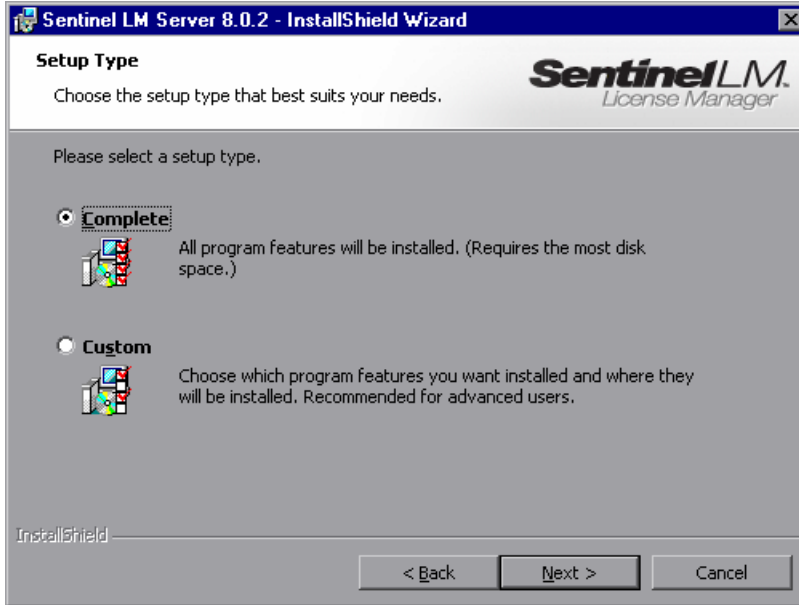 Sentinel LM Server 8.0.2 - InstallShield Wizard
Setup Type
Choose the setup type that best suits your needs.
SentinelLM.
License Manager
Please select a setup type.
Complete
All program features will be installed. (Requires the most disk
space.)
Custom
Choose which program features you want installed and where they
will be installed. Recommended for advanced users.
InstallShield
< Back
Next >
Cancel